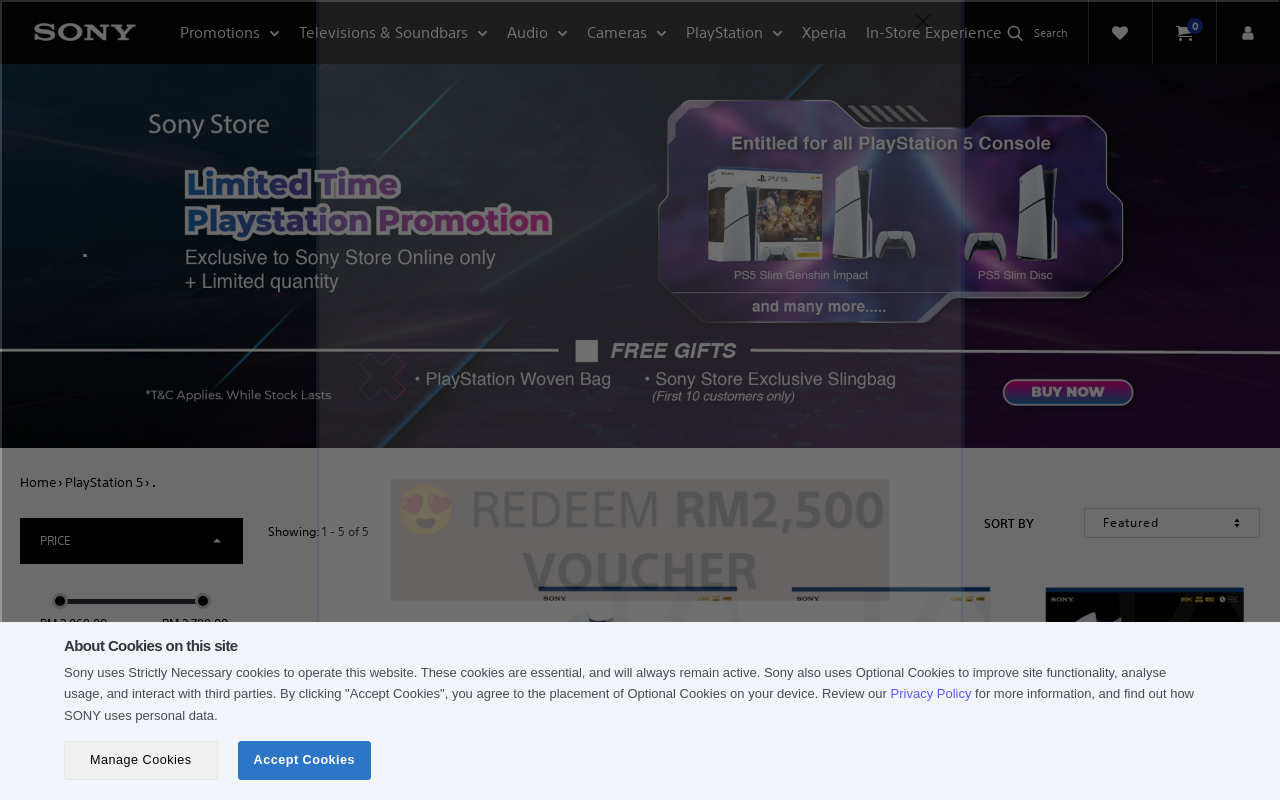 SONY
Promotions
Televisions & Soundbars
Audio
Cameras
PlayStation
Xperia
In-Store Experience
Search
0
Sony Store
Limited Time
Playstation Promotion
Exclusive to Sony Store Online only
+ Limited quantity
Entitled for all PlayStation 5 Console
PS5 Slim Genshin Impact
PS5 Slim Disc
and many more.....
FREE GIFTS
• PlayStation Woven Bag
• Sony Store Exclusive Slingbag
(First 10 customers only)
*T&C Applies. While Stock Lasts
BUY NOW
Home › PlayStation 5 › .
PRICE
Showing: 1 - 5 of 5
SORT BY
Featured
REDEEM RM2,500
VOUCHER
SONY
SONY
SONY
About Cookies on this site
Sony uses Strictly Necessary cookies to operate this website. These cookies are essential, and will always remain active. Sony also uses Optional Cookies to improve site functionality, analyse
usage, and interact with third parties. By clicking "Accept Cookies", you agree to the placement of Optional Cookies on your device. Review our Privacy Policy for more information, and find out how
SONY uses personal data.
Manage Cookies
Accept Cookies